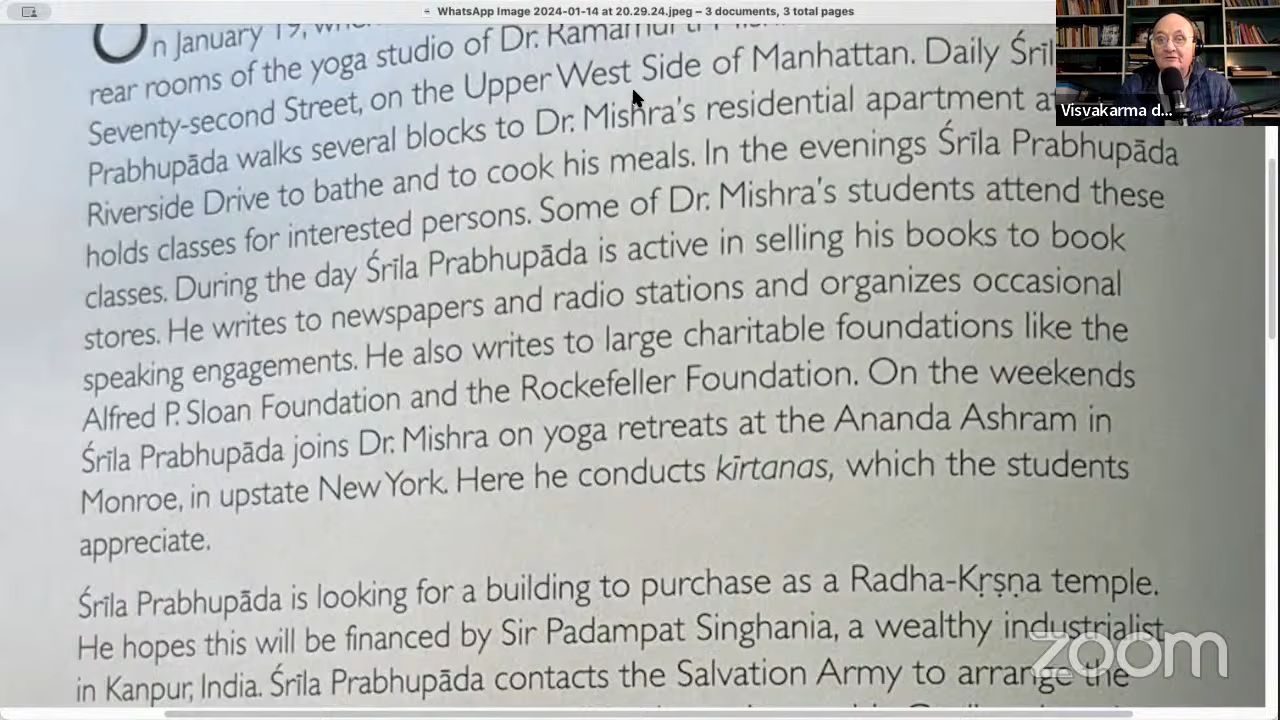 WhatsApp Image 2024-01-14 at 20.29.24.jpeg – 3 documents, 3 total pages
Visvakarma d...
On January 19,
rear rooms of the yoga studio of Dr.
Seventy-second Street, on the Upper West Side of Manhattan. Daily
Prabhupāda walks several blocks to Dr. Mishra's residential apartment
Riverside Drive to bathe and to cook his meals. In the evenings Śrīla Prabhupāda
holds classes for interested persons. Some of Dr. Mishra's students attend these
classes. During the day Śrīla Prabhupāda is active in selling his books to book
stores. He writes to newspapers and radio stations and organizes occasional
speaking engagements. He also writes to large charitable foundations like the
Alfred P. Sloan Foundation and the Rockefeller Foundation. On the weekends
Śrīla Prabhupāda joins Dr. Mishra on yoga retreats at the Ananda Ashram in
Monroe, in upstate New York. Here he conducts kīrtanas, which the students
appreciate.
Śrīla Prabhupāda is looking for a building to purchase as a Radha-Kṛṣṇa temple.
He hopes this will be financed by Sir Padampat Singhania, a wealthy industrialist
in Kanpur, India. Śrīla Prabhupāda contacts the Salvation Army to arrange the
zoom